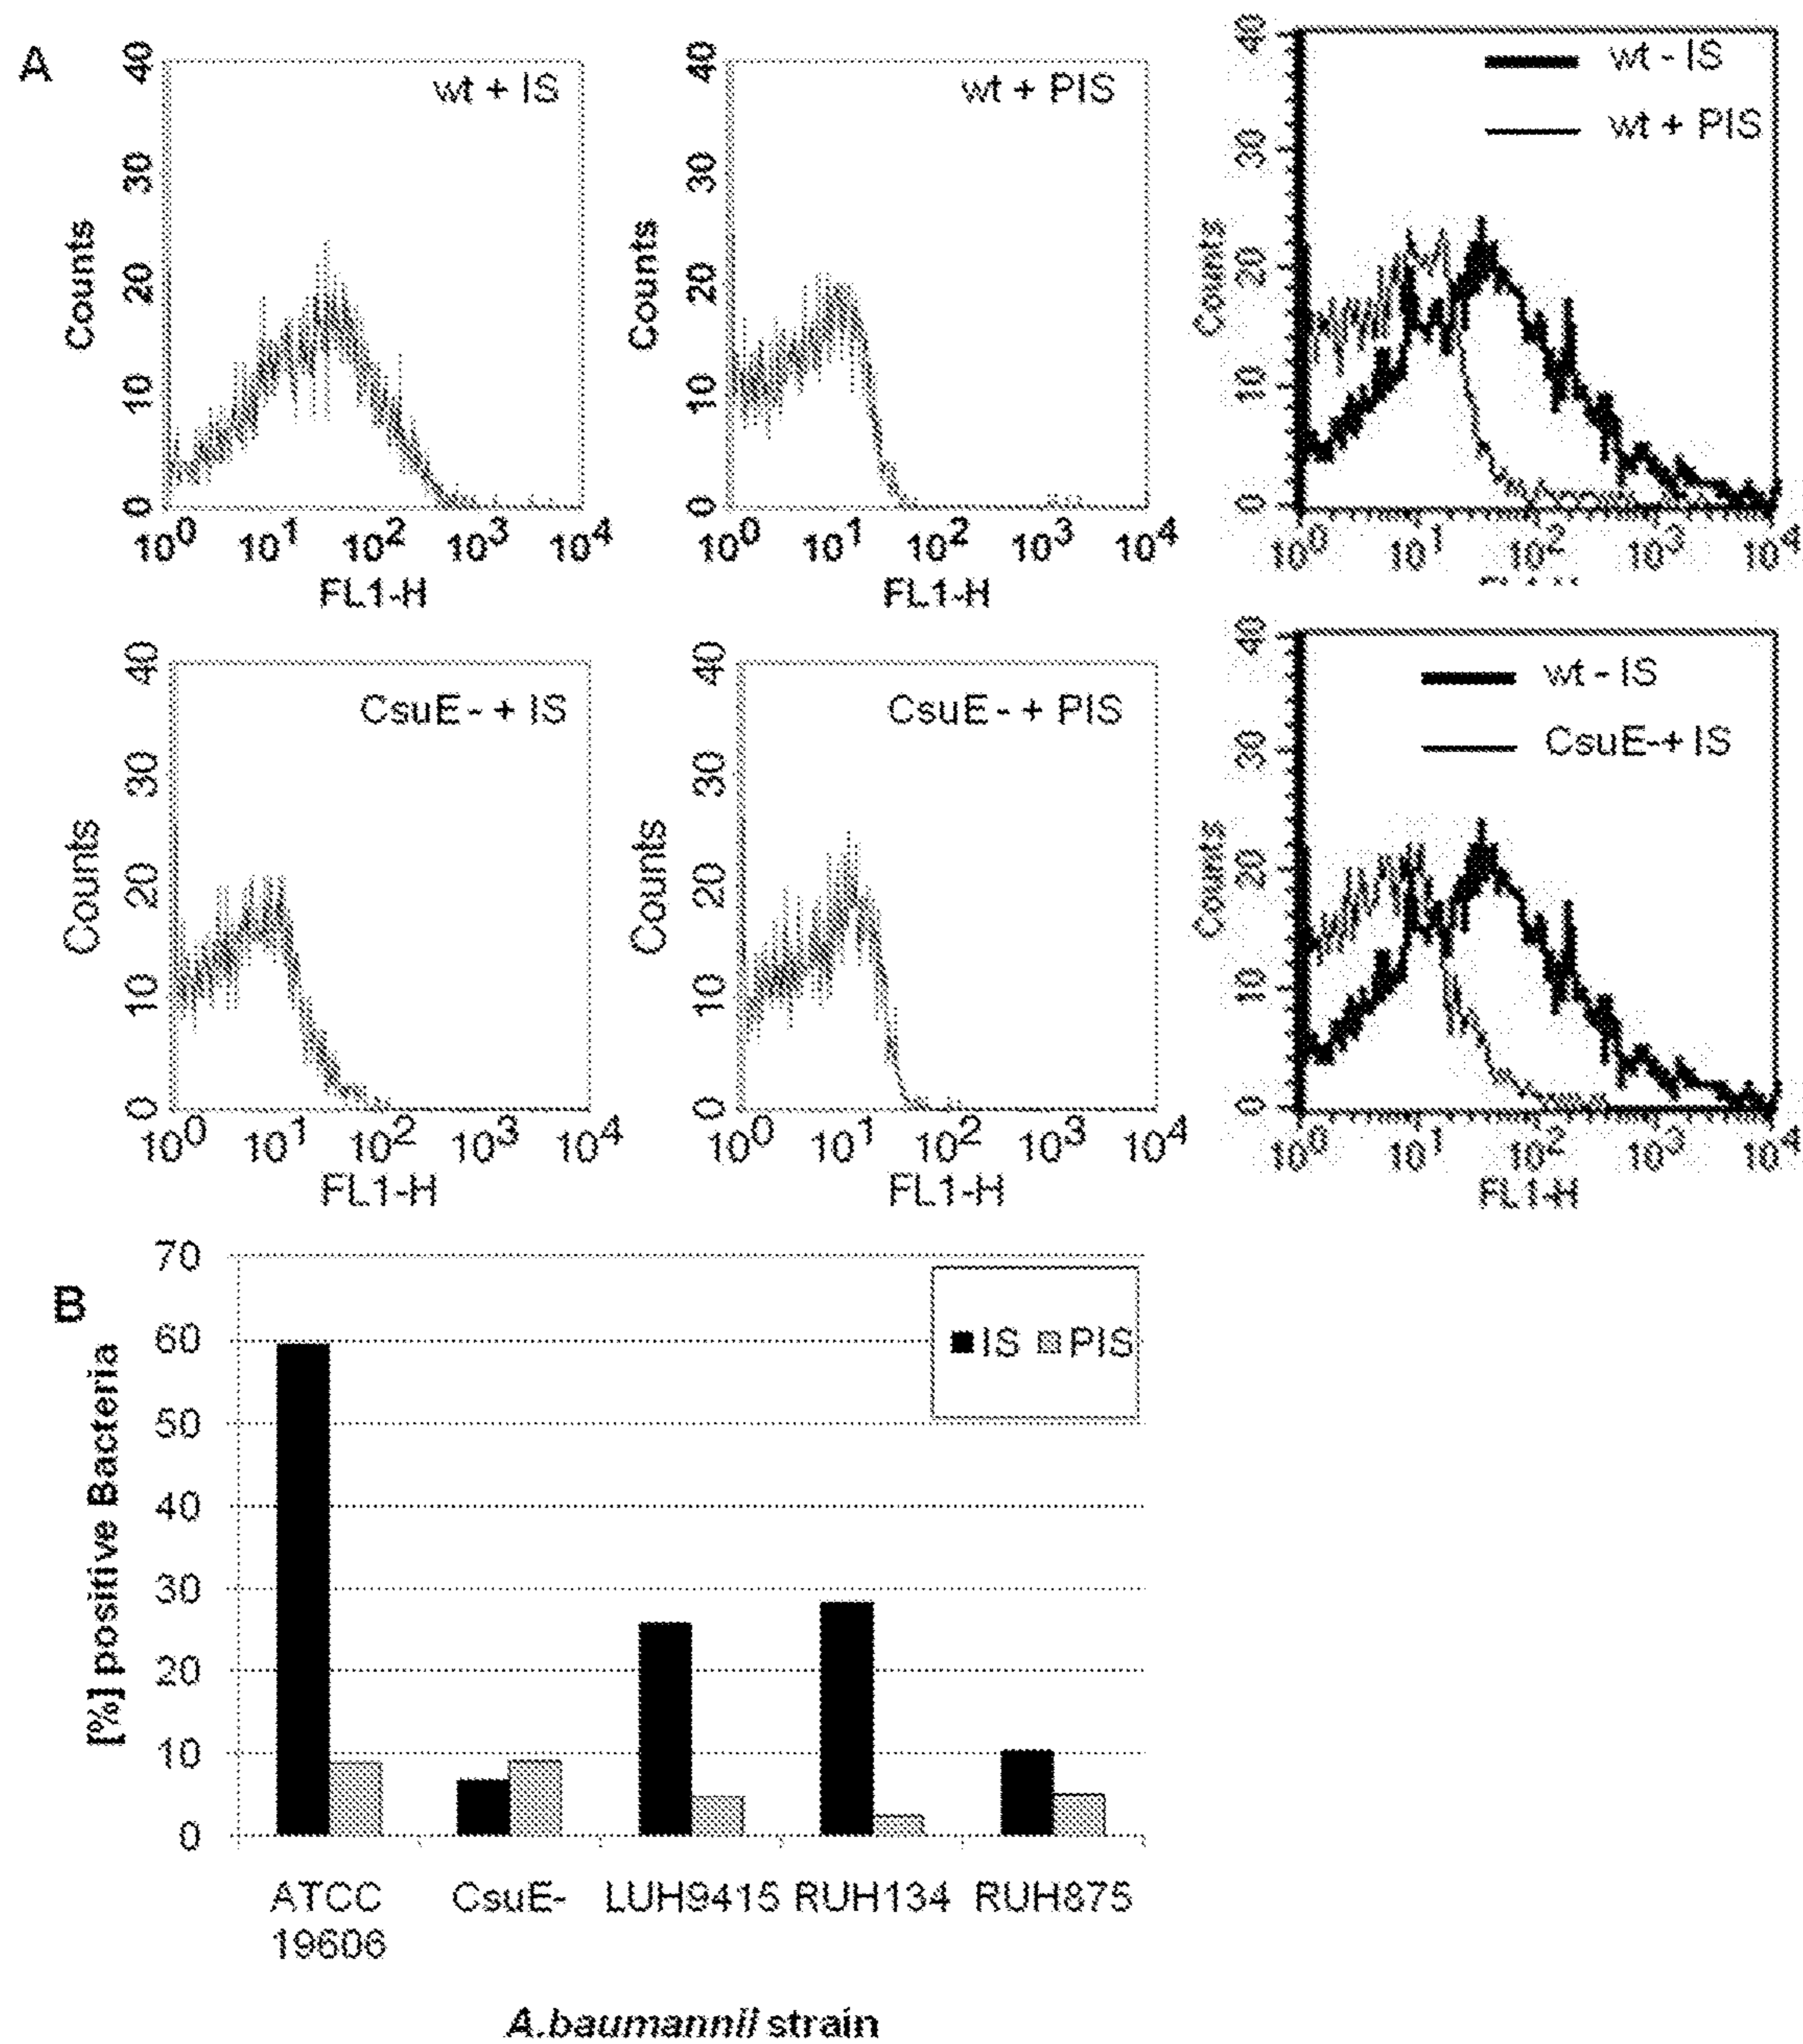 A
wt + IS
40
30
20
10
0
Counts
10^0 10^1 10^2 10^3 10^4
FL1-H
wt + PIS
40
30
20
10
0
Counts
10^0 10^1 10^2 10^3 10^4
FL1-H
wt - IS
wt + PIS
40
30
20
10
0
Counts
10^0 10^1 10^2 10^3 10^4
CsuE- + IS
40
30
20
10
0
Counts
10^0 10^1 10^2 10^3 10^4
FL1-H
CsuE- + PIS
40
30
20
10
0
Counts
10^0 10^1 10^2 10^3 10^4
FL1-H
wt - IS
CsuE-+ IS
40
30
20
10
0
Counts
10^0 10^1 10^2 10^3 10^4
FL1-H
B
[%] positive Bacteria
70
60
50
40
30
20
10
0
IS PIS
ATCC 19606
CsuE-
LUH9415
RUH134
RUH875
A.baumannii strain